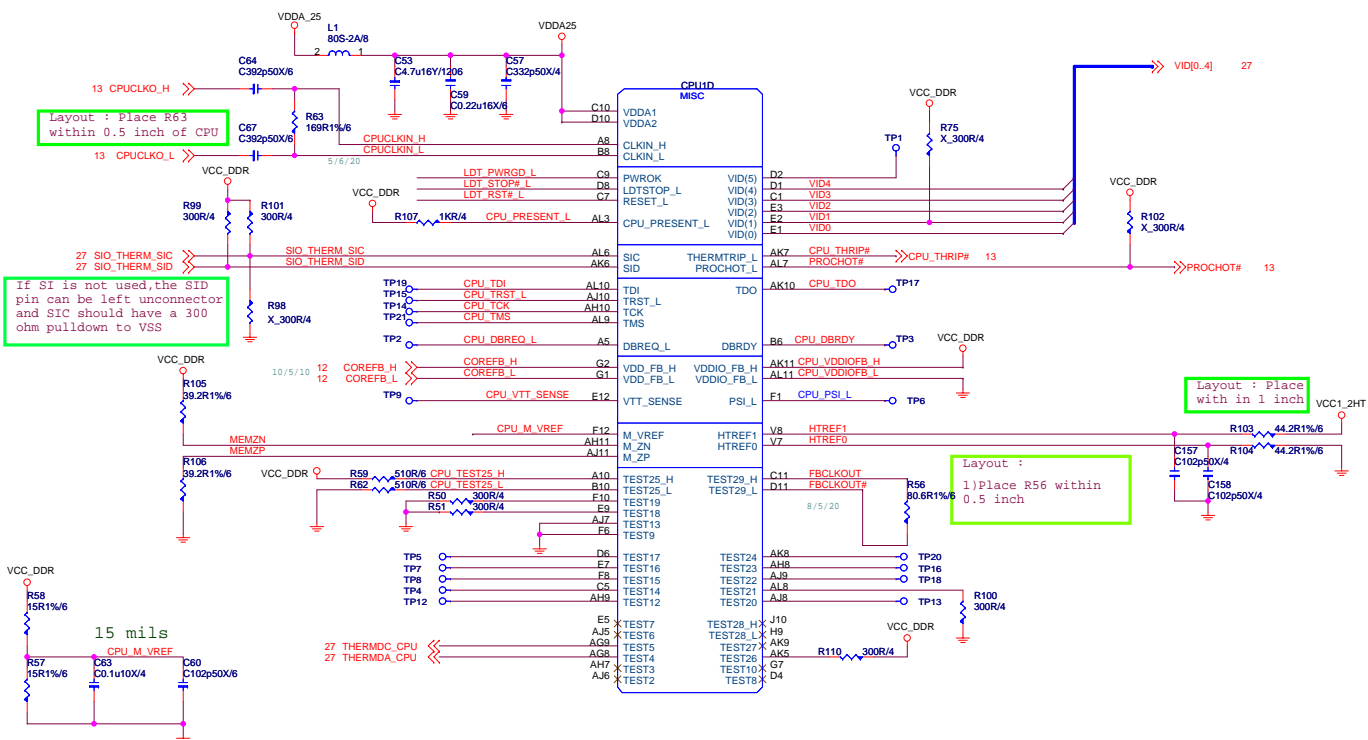 VDDA_25
L1
80S-2A/8
2
1
VDDA25
C53
C4.7u16Y/1206
C59
C0.22u16X/6
C57
C332p50X/4
C64
C392p50X/6
13 CPUCLKO_H
Layout : Place R63
within 0.5 inch of CPU
R63
169R1%/6
C67
C392p50X/6
13 CPUCLKO_L
CPUCLKIN_H
CPUCLKIN_L
5/6/20
CPU1D
MISC
C10
D10
VDDA1
VDDA2
A8
B8
CLKIN_H
CLKIN_L
VID[0..4] 27
VCC_DDR
R75
X_300R/4
TP1
VCC_DDR
R99
300R/4
R101
300R/4
VCC_DDR
R107
1KR/4
LDT_PWRGD_L
LDT_STOP#_L
LDT_RST#_L
CPU_PRESENT_L
C9
D8
C7
AL3
PWROK
LDTSTOP_L
RESET_L
CPU_PRESENT_L
VID(5)
VID(4)
VID(3)
VID(2)
VID(1)
VID(0)
D2
D1
C1
E3
E2
E1
VID4
VID3
VID2
VID1
VID0
VCC_DDR
R102
X_300R/4
27 SIO_THERM_SIC
27 SIO_THERM_SID
SIO_THERM_SIC
SIO_THERM_SID
AL6
AK6
SIC
SID
THERMTRIP_L
PROCHOT_L
AK7
AL7
CPU_THRIP#
PROCHOT#
CPU_THRIP# 13
PROCHOT# 13
If SI is not used,the SID
pin can be left unconnector
and SIC should have a 300
ohm pulldown to VSS
R98
X_300R/4
TP19
TP15
TP14
TP21
CPU_TDI
CPU_TRST_L
CPU_TCK
CPU_TMS
AL10
AJ10
AH10
AL9
TDI
TRST_L
TCK
TMS
TDO
AK10
CPU_TDO
TP17
TP2
CPU_DBREQ_L
A5
DBREQ_L
DBRDY
B6
CPU_DBRDY
TP3
VCC_DDR
10/5/10
12 COREFB_H
12 COREFB_L
COREFB_H
COREFB_L
G2
G1
VDD_FB_H
VDD_FB_L
VDDIO_FB_H
VDDIO_FB_L
AK11
AL11
CPU_VDDIOFB_H
CPU_VDDIOFB_L
TP9
CPU_VTT_SENSE
E12
VTT_SENSE
PSI_L
F1
CPU_PSI_L
TP6
VCC_DDR
R105
39.2R1%/6
MEMZN
MEMZP
R106
39.2R1%/6
CPU_M_VREF
F12
AH11
AJ11
M_VREF
M_ZN
M_ZP
HTREF1
HTREF0
V8
V7
HTREF1
HTREF0
Layout : Place
with in 1 inch
VCC1_2HT
R103
44.2R1%/6
R104
44.2R1%/6
C157
C102p50X/4
C158
C102p50X/4
VCC_DDR
R59
510R/6
R62
510R/6
CPU_TEST25_H
CPU_TEST25_L
R50
300R/4
R51
300R/4
A10
B10
F10
E9
AJ7
F6
TEST25_H
TEST25_L
TEST19
TEST18
TEST13
TEST9
TEST29_H
TEST29_L
C11
D11
FBCLKOUT
FBCLKOUT#
8/5/20
R56
80.6R1%/6
Layout :
1)Place R56 within
0.5 inch
TP5
TP7
TP8
TP4
TP12
D6
E7
F8
C5
AH9
TEST17
TEST16
TEST15
TEST14
TEST12
TEST24
TEST23
TEST22
TEST21
TEST20
AK8
AH8
AJ9
AL8
AJ8
TP20
TP16
TP18
TP13
R100
300R/4
27 THERMDC_CPU
27 THERMDA_CPU
E5
AJ5
AG9
AG8
AH7
AJ6
TEST7
TEST6
TEST5
TEST4
TEST3
TEST2
TEST28_H
TEST28_L
TEST27
TEST26
TEST10
TEST8
J10
H9
AK9
AK5
G7
D4
R110
300R/4
VCC_DDR
VCC_DDR
R58
15R1%/6
15 mils
CPU_M_VREF
R57
15R1%/6
C63
C0.1u10X/4
C60
C102p50X/6